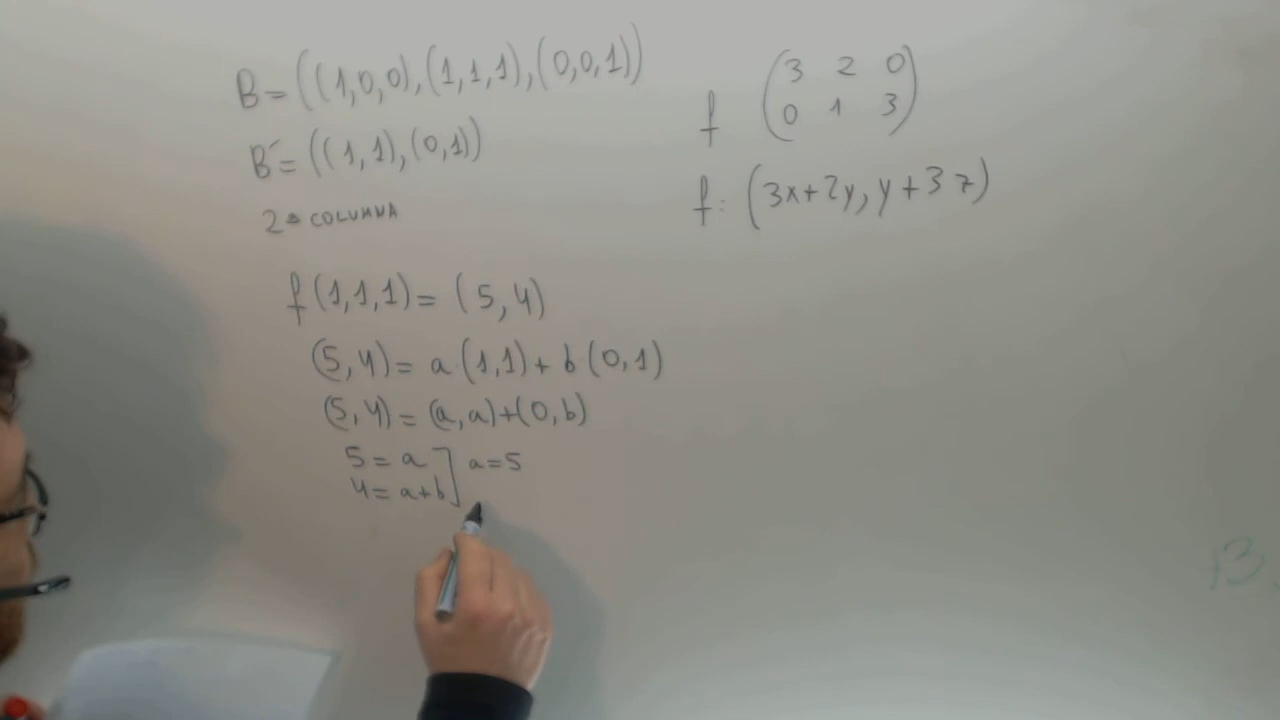 B=((1,0,0),(1,1,1),(0,0,1))
B´=((1,1),(0,1))
2ª COLUMNA
f(1,1,1)=(5,4)
(5,4)=a(1,1)+b(0,1)
(5,4)=(a,a)+(0,b)
5=a] a=5
4=a+b]
f (3 2 0
0 1 3)
f:(3x+2y,y+3z)
13